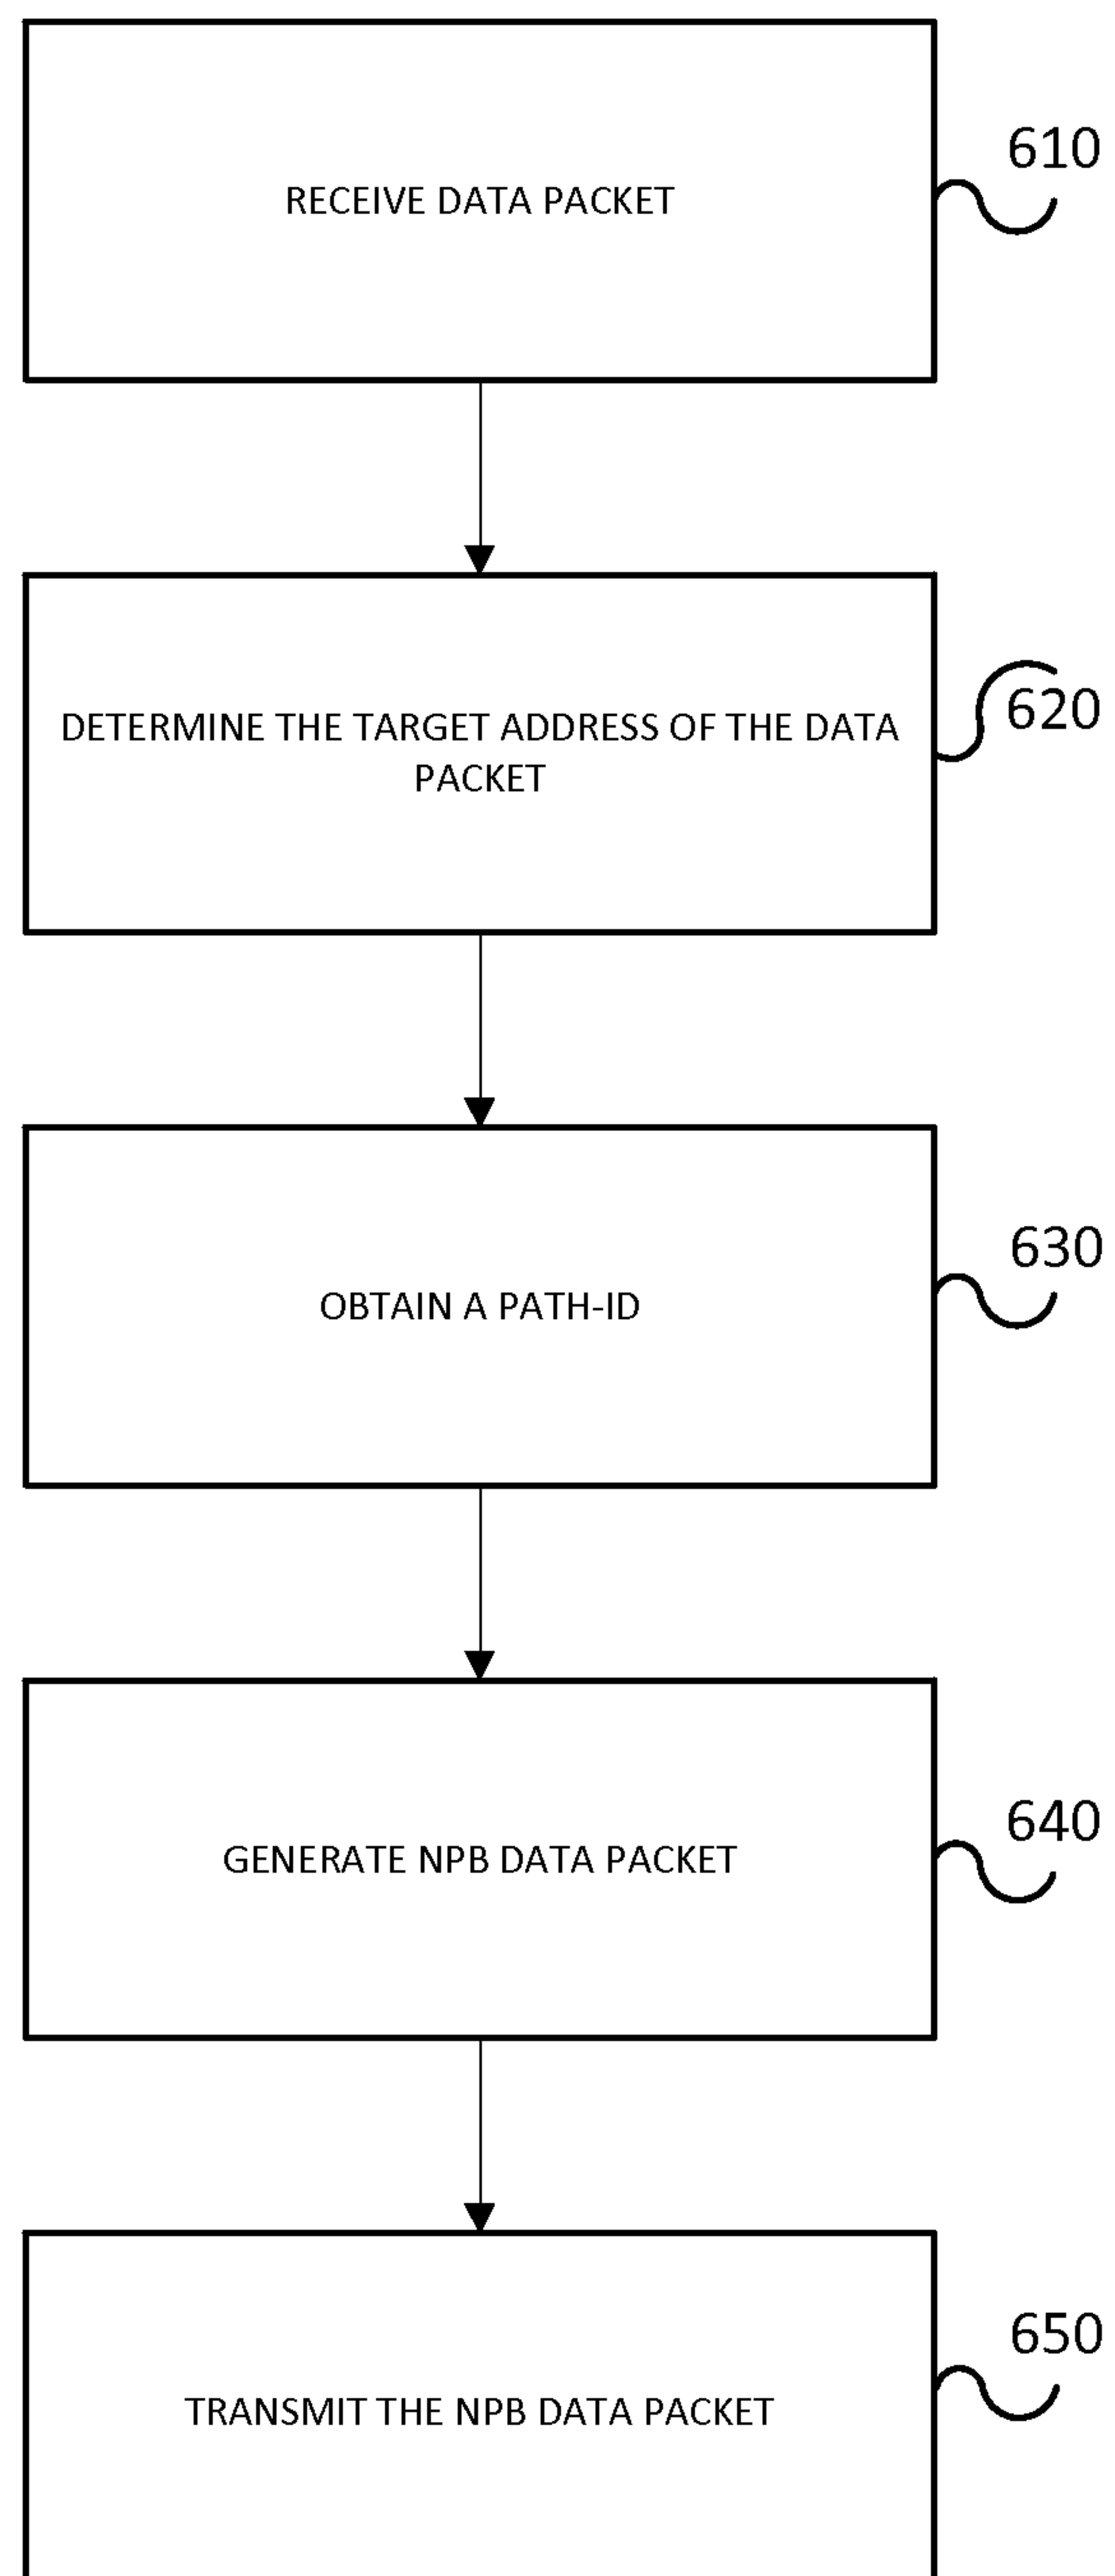 610
RECEIVE DATA PACKET
620
DETERMINE THE TARGET ADDRESS OF THE DATA
PACKET
630
OBTAIN A PATH-ID
640
GENERATE NPB DATA PACKET
650
TRANSMIT THE NPB DATA PACKET